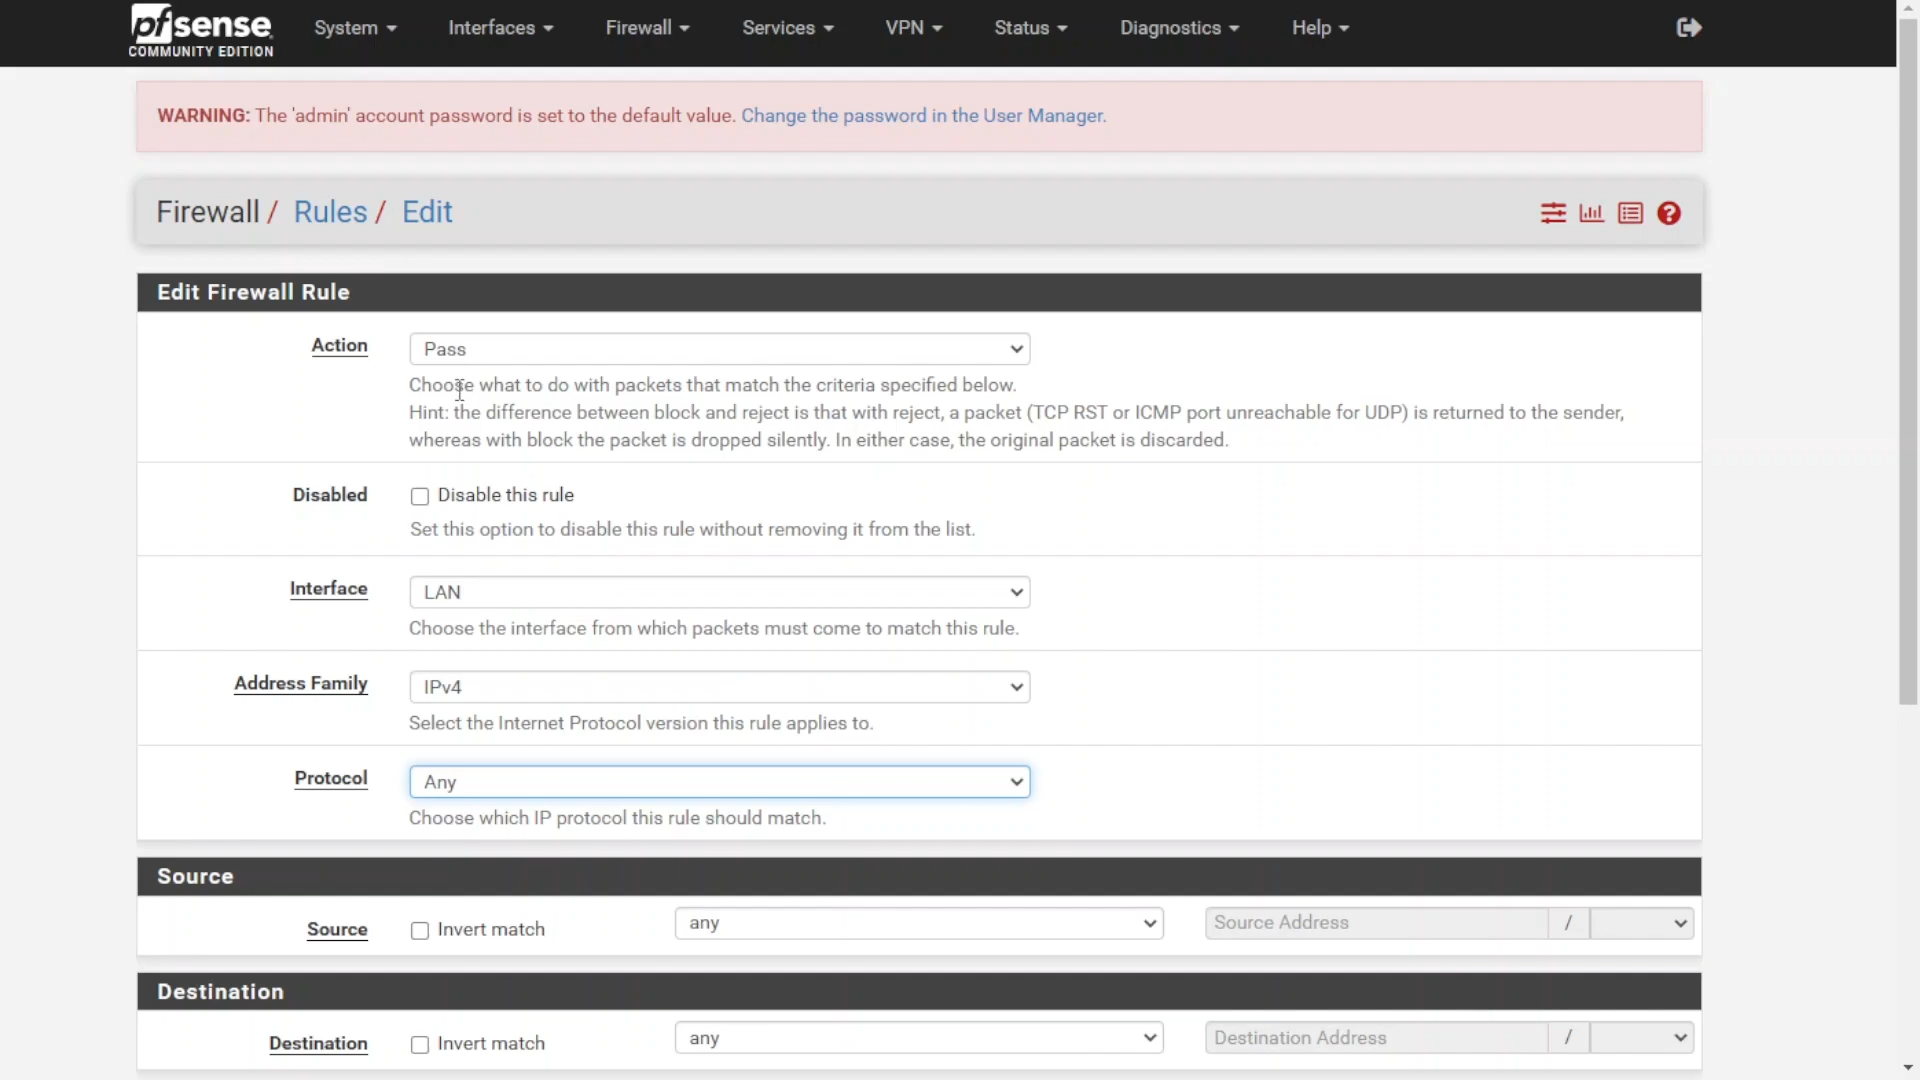 pfsense
COMMUNITY EDITION
System
Interfaces
Firewall
Services
VPN
Status
Diagnostics
Help
WARNING: The 'admin' account password is set to the default value. Change the password in the User Manager.
Firewall / Rules / Edit
Edit Firewall Rule
Action
Pass
Choose what to do with packets that match the criteria specified below.
Hint: the difference between block and reject is that with reject, a packet (TCP RST or ICMP port unreachable for UDP) is returned to the sender,
whereas with block the packet is dropped silently. In either case, the original packet is discarded.
Disabled
Disable this rule
Set this option to disable this rule without removing it from the list.
Interface
LAN
Choose the interface from which packets must come to match this rule.
Address Family
IPv4
Select the Internet Protocol version this rule applies to.
Protocol
Any
Choose which IP protocol this rule should match.
Source
Source
Invert match
any
Source Address
/
Destination
Destination
Invert match
any
Destination Address
/